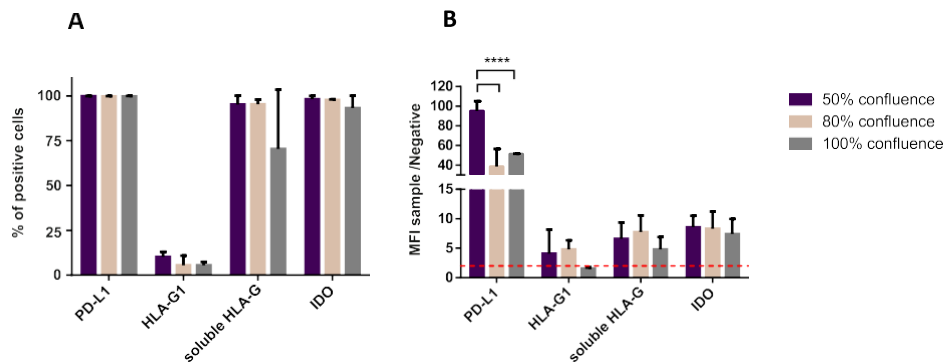 A
% of positive cells
100
75
50
25
0
PD-L1
HLA-G1
soluble HLA-G
IDO
B
****
MFI sample /Negative
120
100
80
60
40
15
10
5
0
PD-L1
HLA-G1
soluble HLA-G
IDO
50% confluence
80% confluence
100% confluence